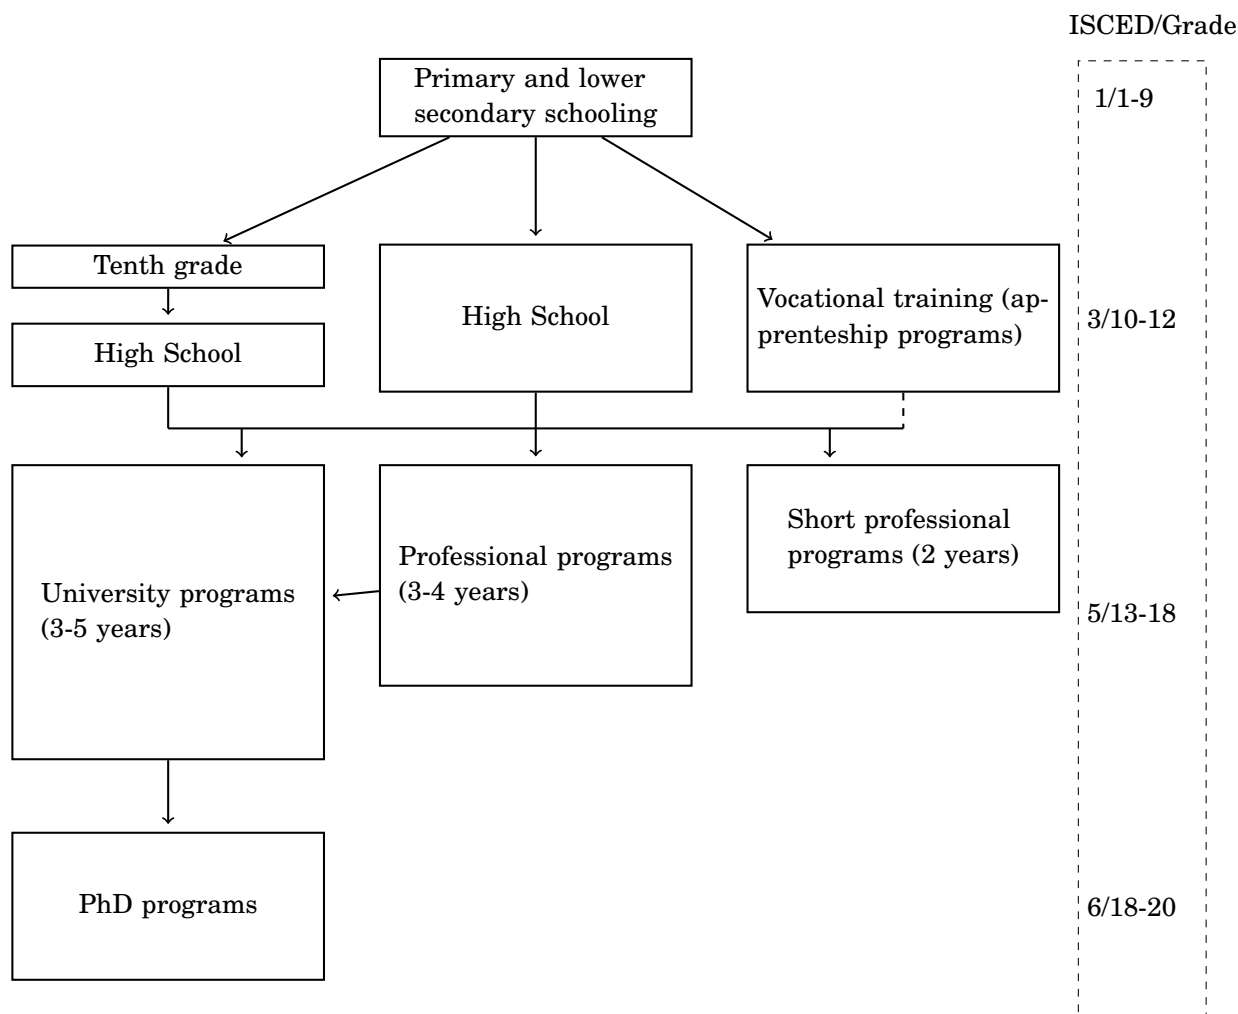 ISCED/Grade
Primary and lower
secondary schooling
1/1-9
Tenth grade
High School
High School
Vocational training (ap-
prenteship programs)
3/10-12
University programs
(3-5 years)
Professional programs
(3-4 years)
Short professional
programs (2 years)
5/13-18
PhD programs
6/18-20